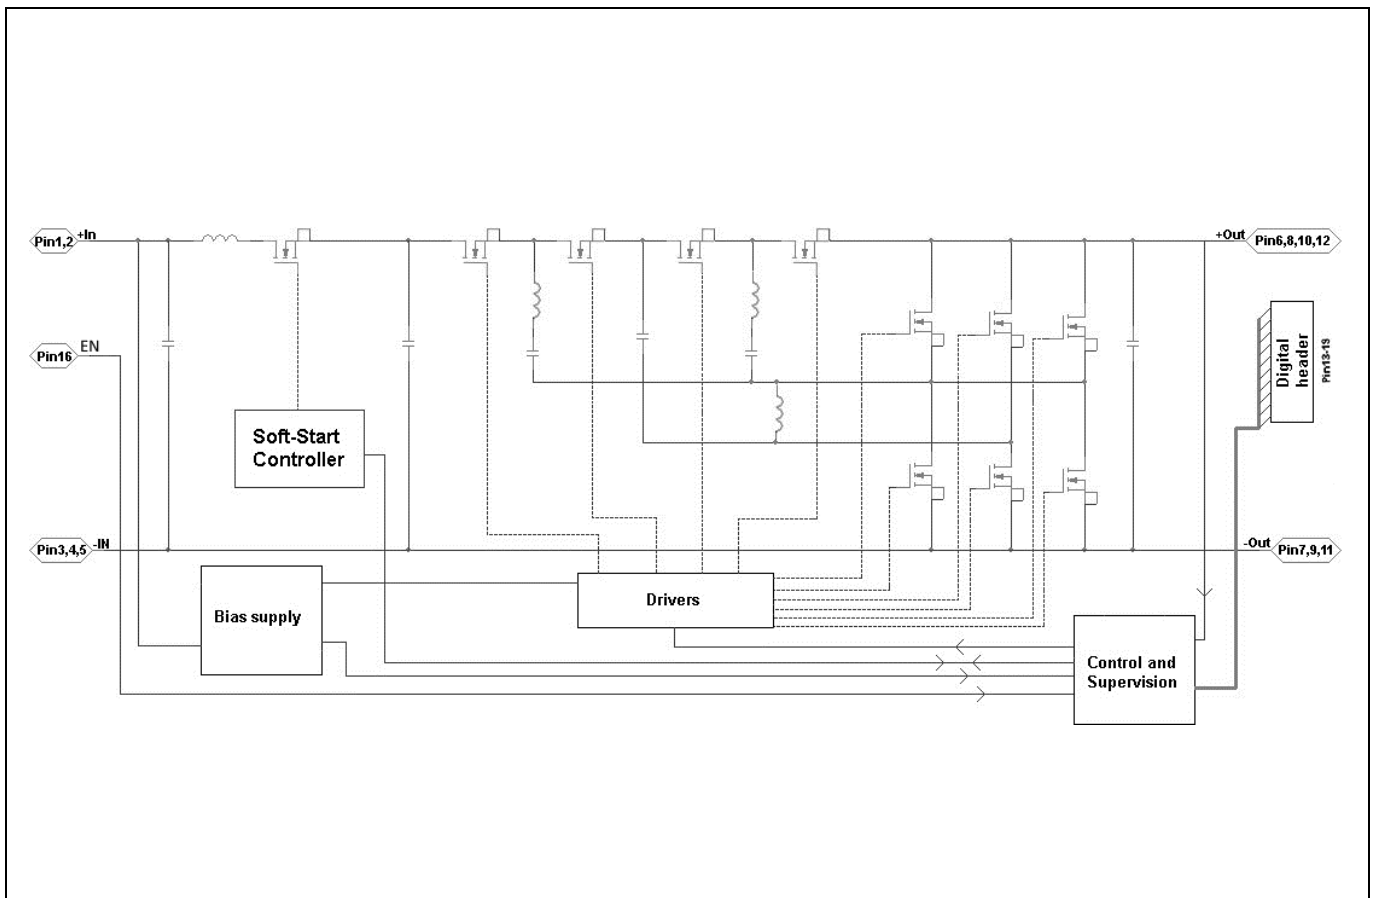 Pin1,2
+In
+Out
Pin6,8,10,12
Pin16
EN
Digital
header
Pin13-19
Soft-Start
Controller
Pin3,4,5
-IN
-Out
Pin7,9,11
Bias supply
Drivers
Control and
Supervision